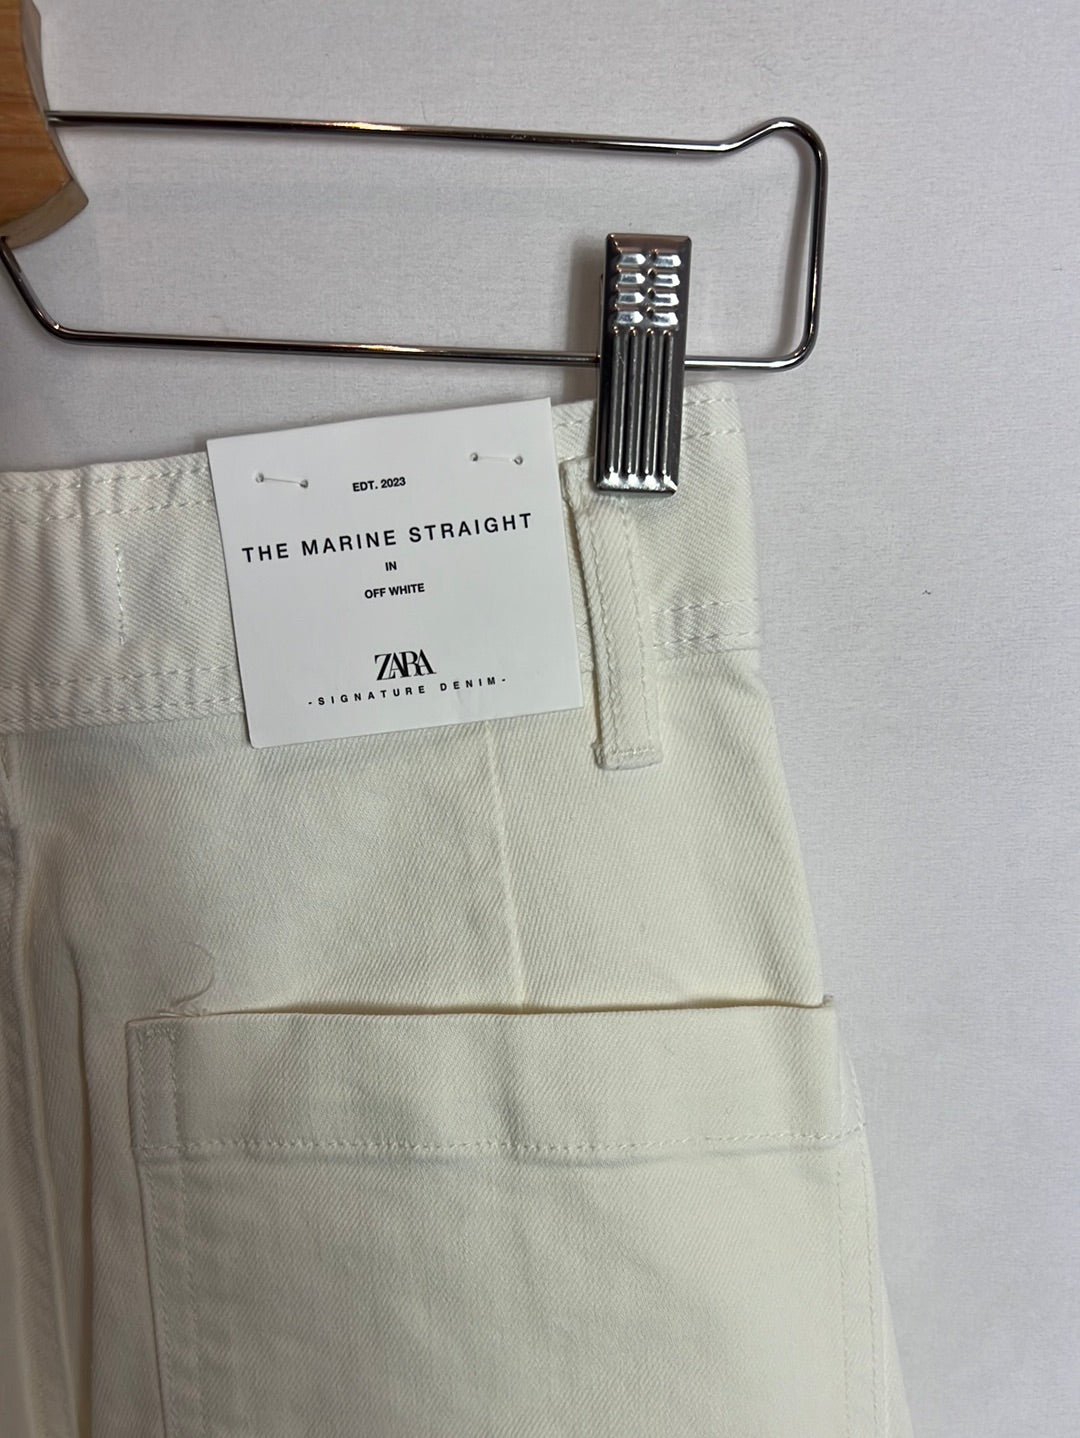 EDT. 2023
THE MARINE STRAIGHT
IN
OFF WHITE
ZARA
-SIGNATURE DENIM-